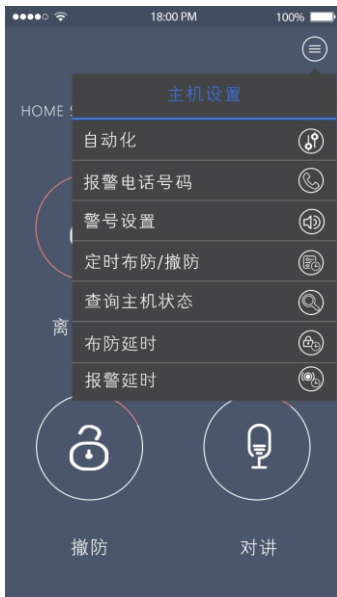 18:00 PM 100%
主机设置
HOME S
自动化
报警电话号码
警号设置
定时布防/撤防
查询主机状态
离
布防延时
报警延时
撤防 对讲